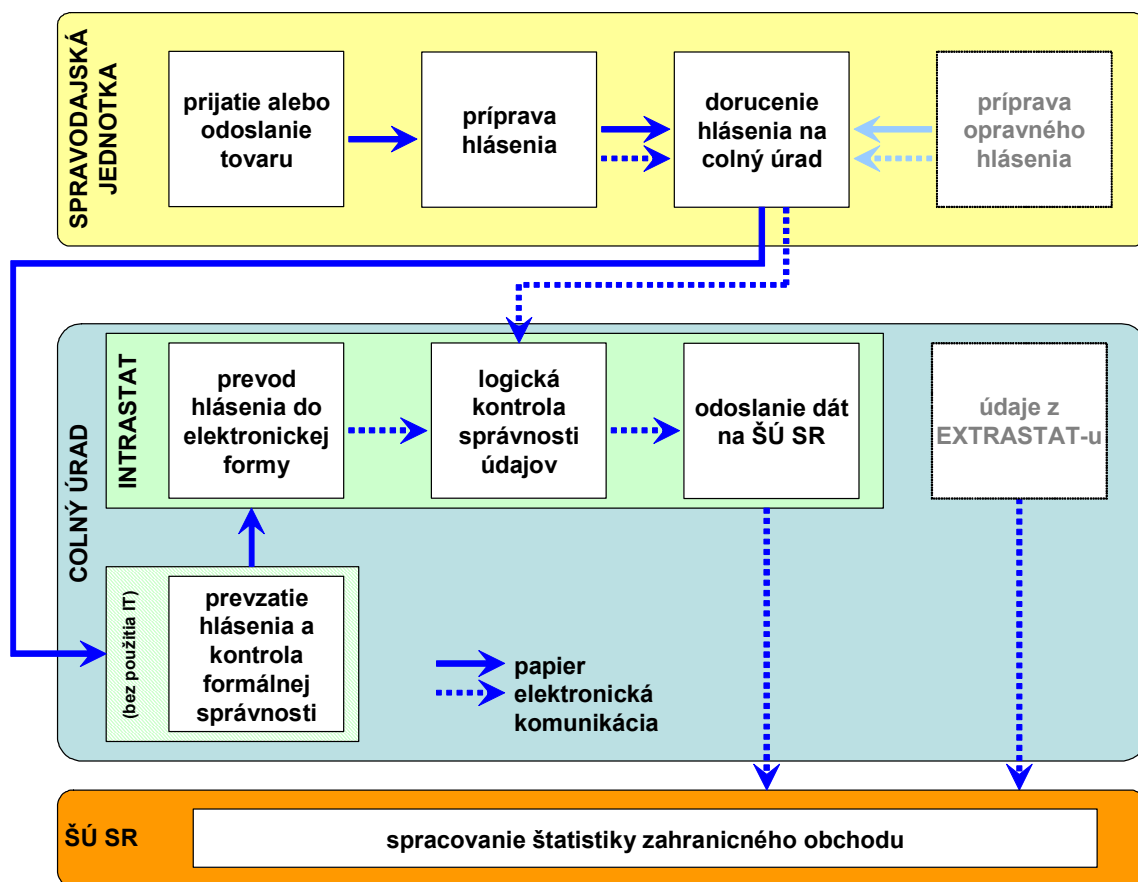 SPRAVODAJSKÁ
JEDNOTKA
prijatie alebo
odoslanie
tovaru
príprava
hlásenia
dorucenie
hlásenia na
colný úrad
príprava
opravného
hlásenia
COLNÝ ÚRAD
INTRASTAT
prevod
hlásenia do
elektronickej
formy
logická
kontrola
správnosti
údajov
odoslanie dát
na ŠÚ SR
údaje z
EXTRASTAT-u
(bez použitia IT)
prevzatie
hlásenia a
kontrola
formálnej
správnosti
papier
elektronická
komunikácia
ŠÚ SR
spracovanie štatistiky zahranicného obchodu